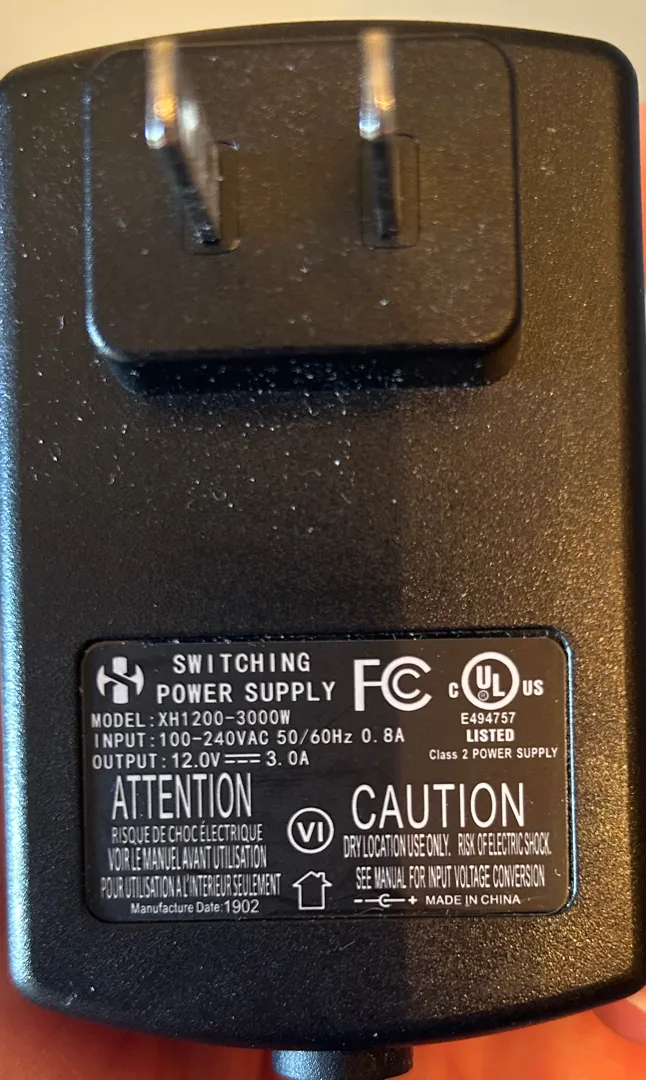 SWITCHING
POWER SUPPLY
FC
C UL US
E494757
LISTED
Class 2 POWER SUPPLY
MODEL:XH1200-3000W
INPUT:100-240VAC 50/60Hz 0.8A
OUTPUT:12.0V 3.0A
ATTENTION
RISQUE DE CHOC ÉLECTRIQUE
VOIR LE MANUEL AVANT UTILISATION
POUR UTILISATION A L'INTERIEUR SEULEMENT
Manufacture Date:1902
VI
CAUTION
DRY LOCATION USE ONLY. RISK OF ELECTRIC SHOCK.
SEE MANUAL FOR INPUT VOLTAGE CONVERSION
MADE IN CHINA